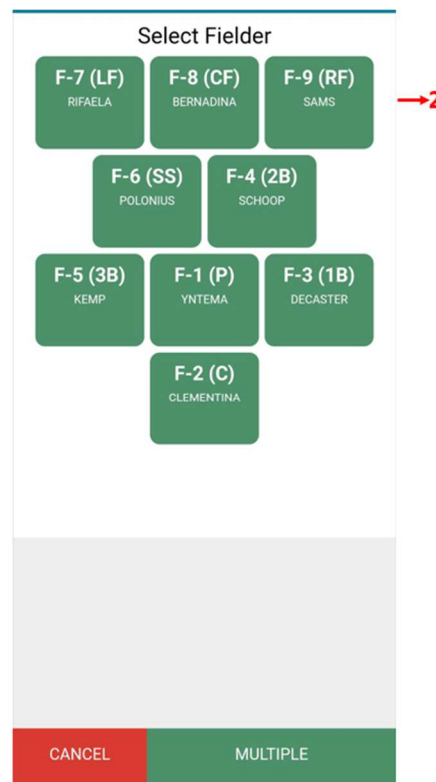 Select Fielder
F-7 (LF) F-8 (CF) F-9 (RF)
RIFAELA BERNADINA SAMS
2
F-6 (SS) F-4 (2B)
POLONIUS SCHOOP
F-5 (3B) F-1 (P) F-3 (1B)
KEMP YNTEMA DECASTER
F-2 (C)
CLEMENTINA
CANCEL MULTIPLE